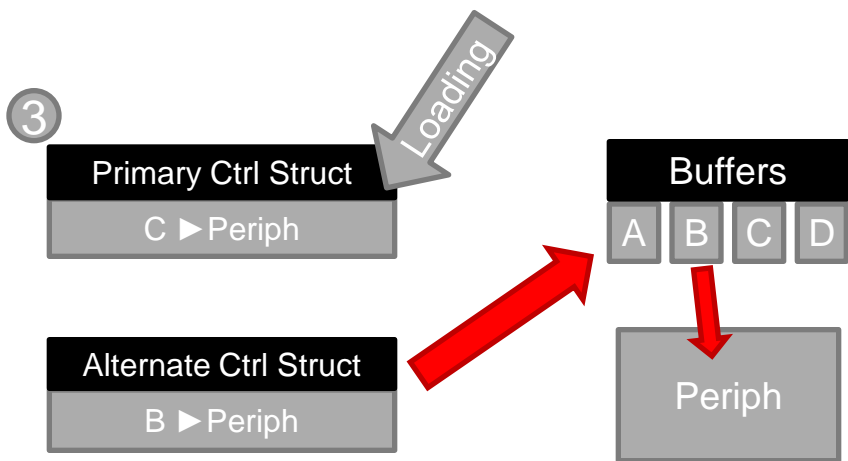 3
Loading
Primary Ctrl Struct
C ►Periph
Buffers
A B C D
Alternate Ctrl Struct
B ►Periph
Periph